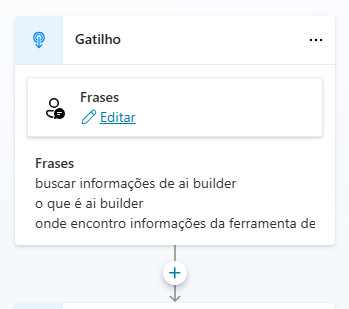 Gatilho
Frases
Editar
Frases
buscar informações de ai builder
o que é ai builder
onde encontro informações da ferramenta de